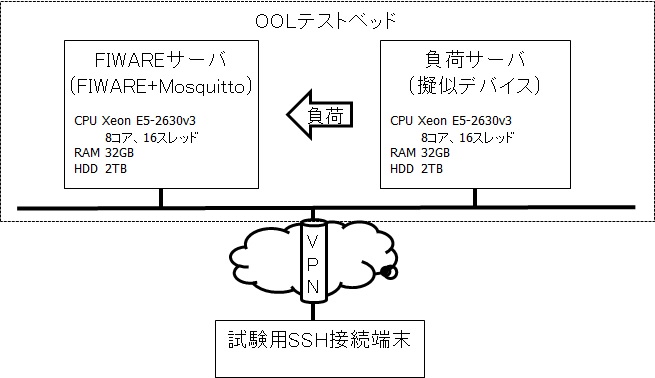 OOLテストベッド
FIWAREサーバ
（FIWARE+Mosquitto）
CPU Xeon E5-2630v3
8コア、16スレッド
RAM 32GB
HDD 2TB
負荷
負荷サーバ
（擬似デバイス）
CPU Xeon E5-2630v3
8コア、16スレッド
RAM 32GB
HDD 2TB
VPN
試験用SSH接続端末